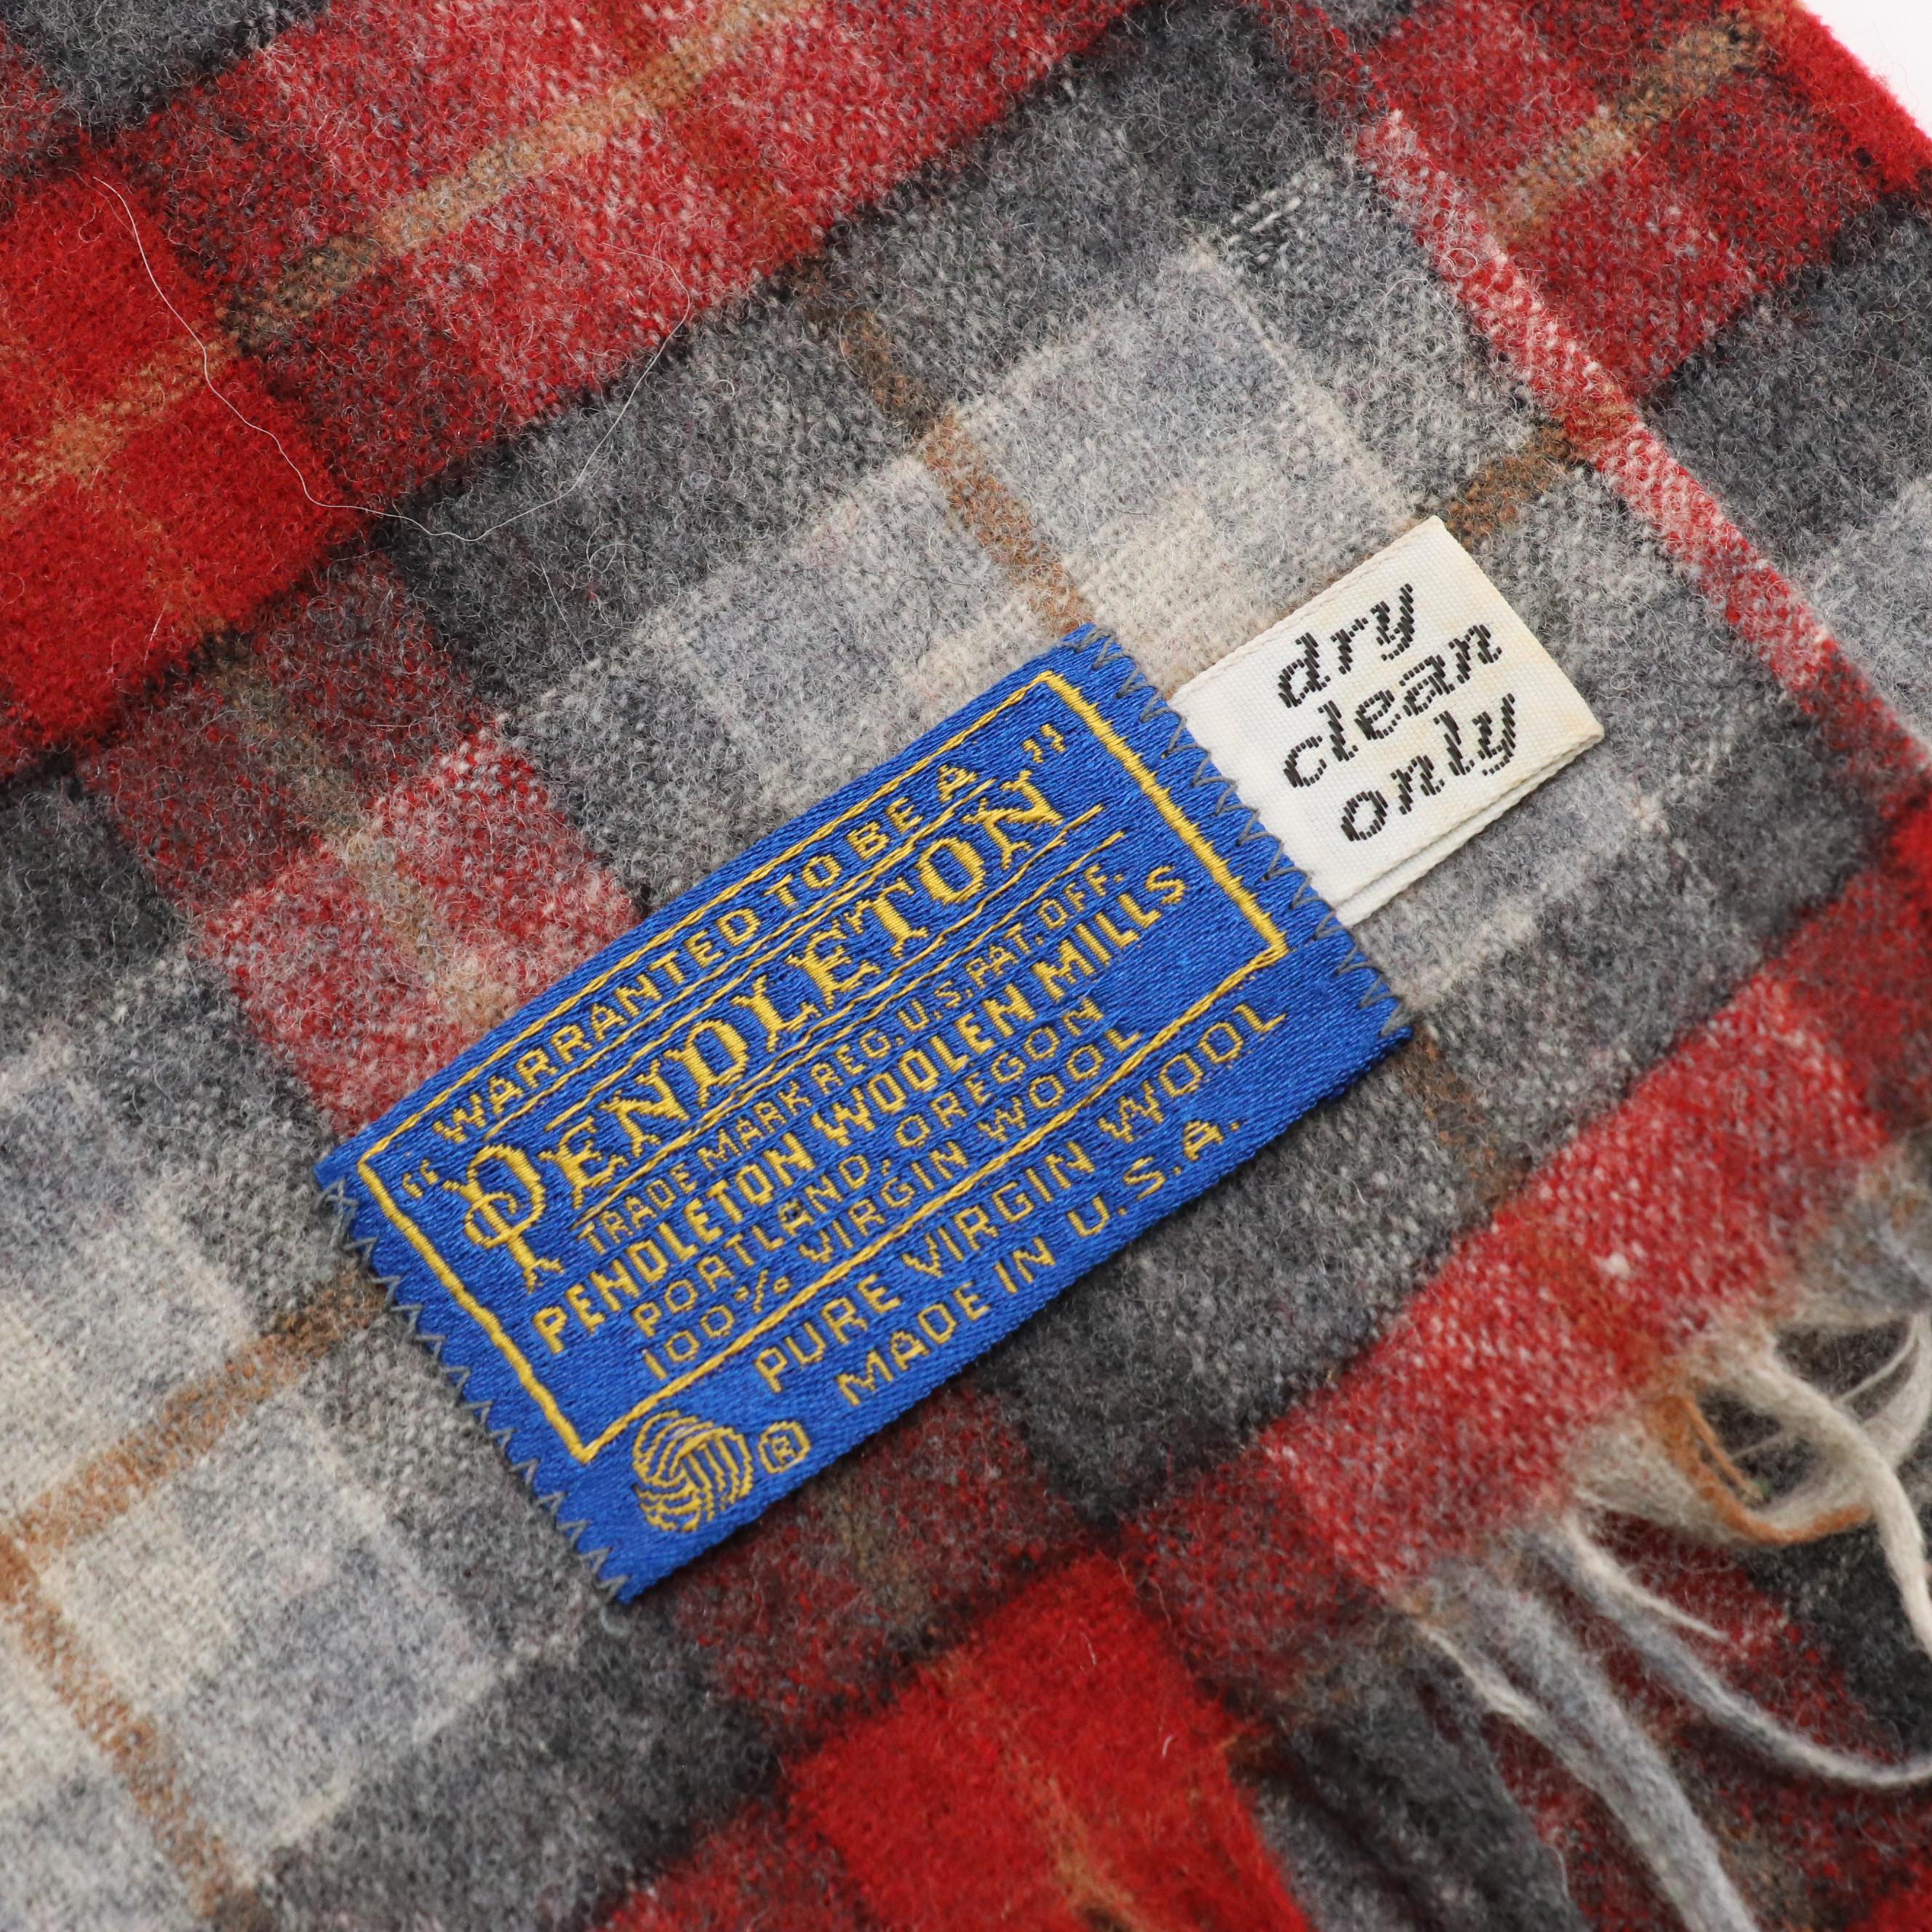 "WARRANTED TO BE A"
PENDLETON
TRADE MARK REG. U.S. PAT. OFF.
PENDLETON WOOLEN MILLS
PORTLAND, OREGON
100% VIRGIN WOOL
PURE VIRGIN WOOL
MADE IN U.S.A.
®
dry
clean
only